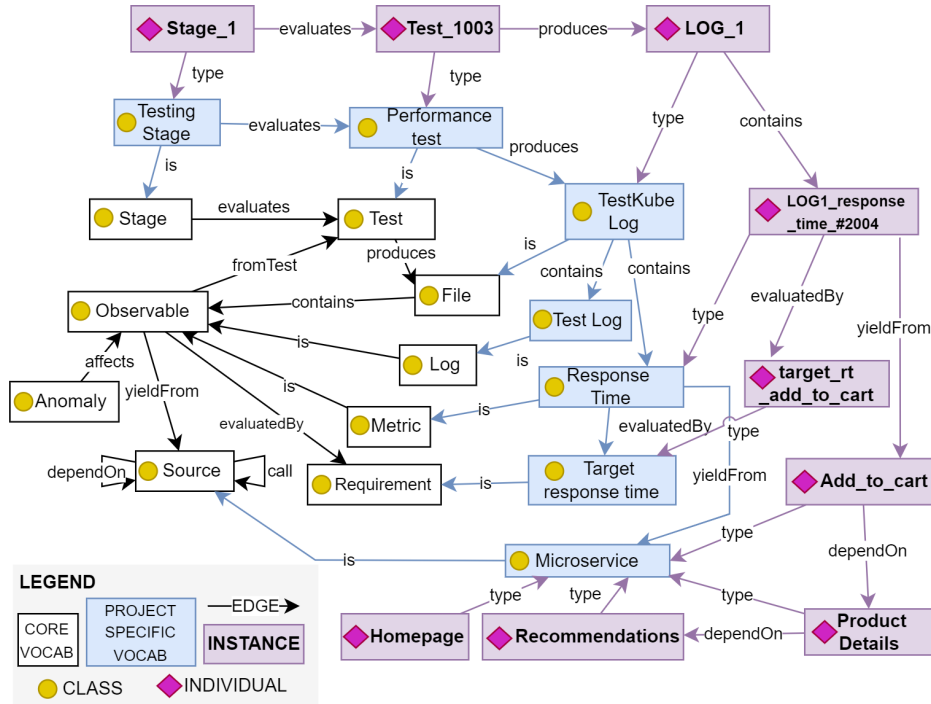 Stage_1
evaluates
Test_1003
produces
LOG_1
type
type
type
contains
Testing
Stage
evaluates
Performance
test
produces
is
is
TestKube
Log
LOG1_response
_time_#2004
Stage
evaluates
Test
produces
is
fromTest
contains
contains
evaluatedBy
type
yieldFrom
Observable
contains
File
Test Log
is
Log
is
affects
yieldFrom
is
Response
Time
target_rt
_add_to_cart
Anomaly
evaluatedBy
Metric
is
evaluatedBy
type
dependOn
Source
call
Requirement
is
Target
response time
yieldFrom
Add_to_cart
type
dependOn
is
Microservice
type
type
type
Homepage
Recommendations
dependOn
Product
Details
LEGEND
CORE
VOCAB
PROJECT
SPECIFIC
VOCAB
EDGE
INSTANCE
CLASS
INDIVIDUAL